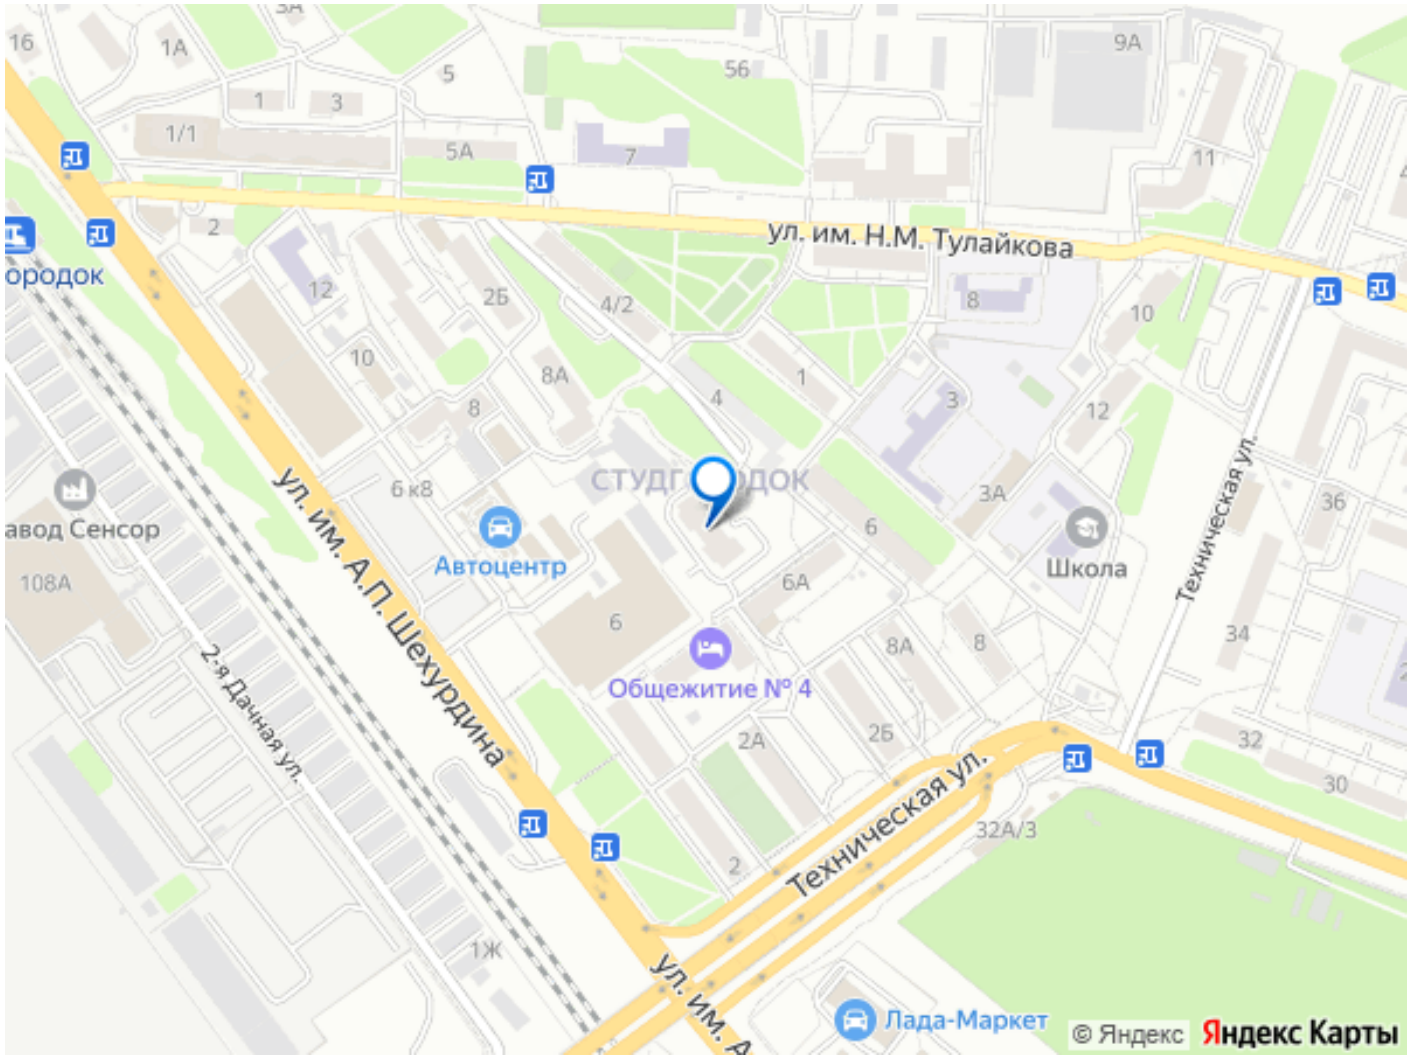 3А
16
1А
9А
5
56
1
3
1/1
5А
7
11
2
ул. им. Н.М. Тулайкова
ородок
12
2Б
4/2
8
10
10
8А
1
4
3
8
12
СТУДГ
ОДОК
6 к8
3А
36
6
авод Сенсор
Автоцентр
Школа
Техническая ул.
108А
6А
6
ул. им. А.П. Шехурдина
34
8А
8
2-я Дачная ул.
Общежитие № 4
2А
2Б
32
30
Техническая ул.
32А/3
2
1Ж
ул. им. А
Лада-Маркет
© Яндекс
Яндекс Карты